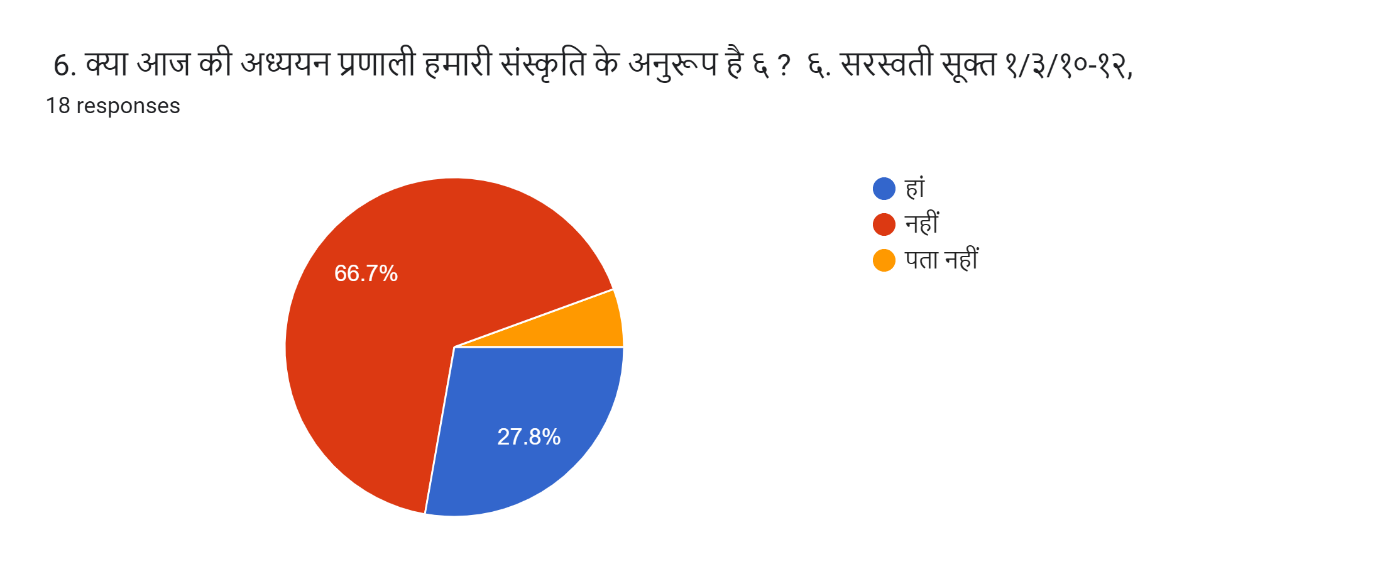 6. क्या आज की अध्ययन प्रणाली हमारी संस्कृति के अनुरूप है ६ ? ६. सरस्वती सूक्त १/३/१०-१२,
18 responses
हां
नहीं
पता नहीं
66.7%
27.8%